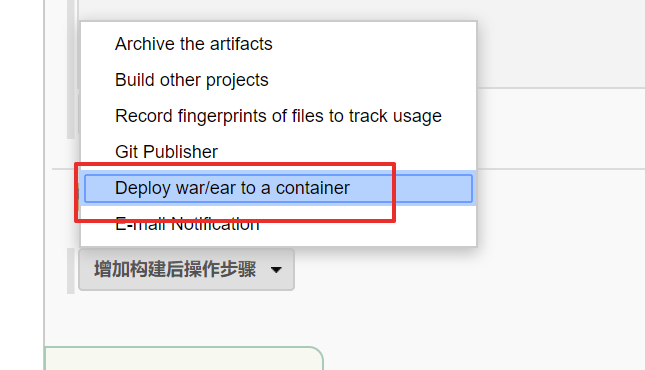 Archive the artifacts
Build other projects
Record fingerprints of files to track usage
Git Publisher
Deploy war/ear to a container
E-mail Notification
增加构建后操作步骤